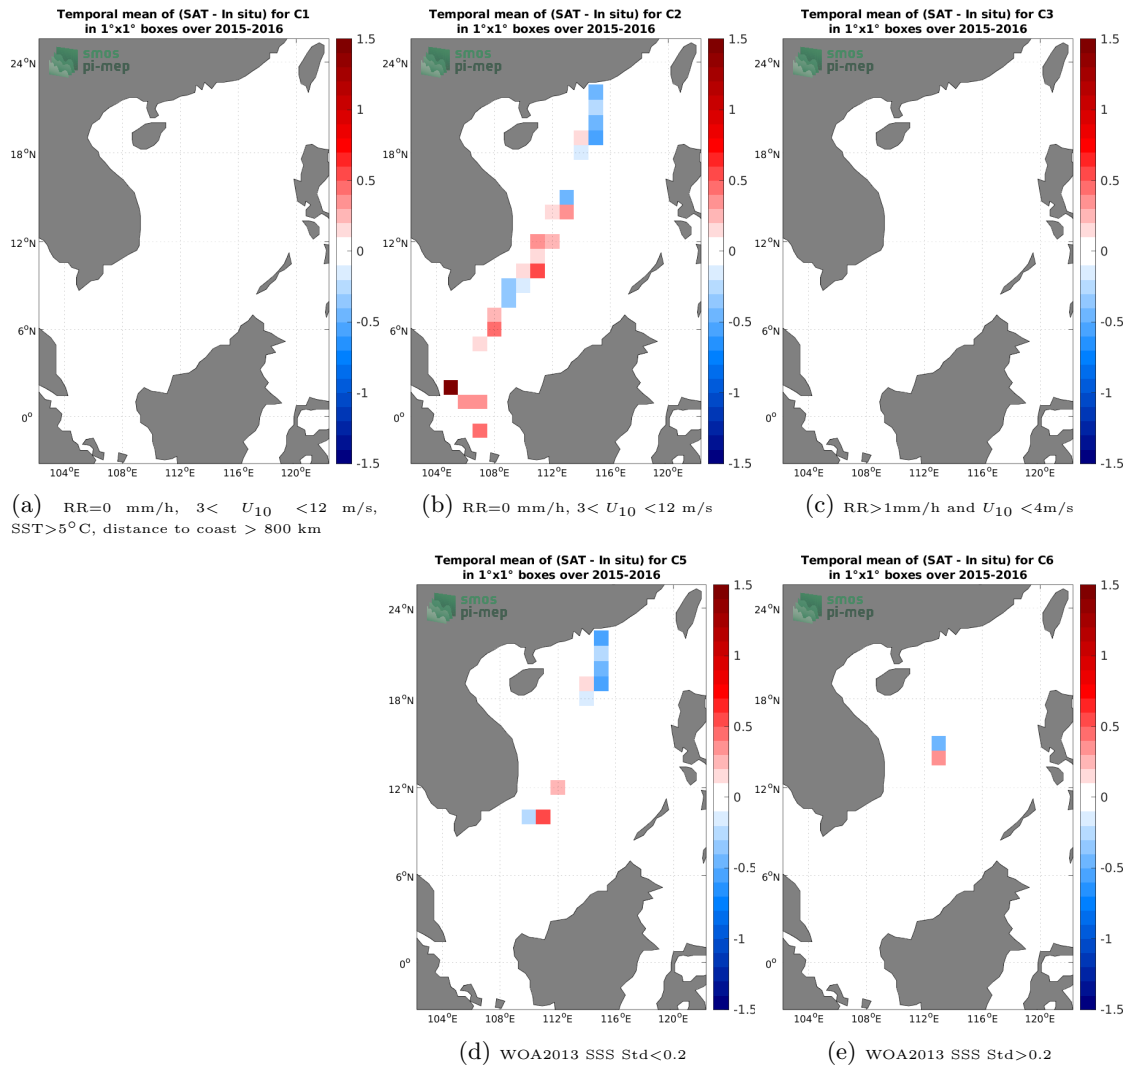 Temporal mean of (SAT - In situ) for C1
in 1°x1° boxes over 2015-2016
smos
pi-mep
24°N
18°N
12°N
6°N
0°
104°E 108°E 112°E 116°E 120°E
1.5
1
0.5
0
-0.5
-1
-1.5
(a) RR=0 mm/h, 3< U10 <12 m/s,
SST>5°C, distance to coast > 800 km
Temporal mean of (SAT - In situ) for C2
in 1°x1° boxes over 2015-2016
smos
pi-mep
24°N
18°N
12°N
6°N
0°
104°E 108°E 112°E 116°E 120°E
1.5
1
0.5
0
-0.5
-1
-1.5
(b) RR=0 mm/h, 3< U10 <12 m/s
Temporal mean of (SAT - In situ) for C3
in 1°x1° boxes over 2015-2016
smos
pi-mep
24°N
18°N
12°N
6°N
0°
104°E 108°E 112°E 116°E 120°E
1.5
1
0.5
0
-0.5
-1
-1.5
(c) RR>1mm/h and U10 <4m/s
Temporal mean of (SAT - In situ) for C5
in 1°x1° boxes over 2015-2016
smos
pi-mep
24°N
18°N
12°N
6°N
0°
104°E 108°E 112°E 116°E 120°E
1.5
1
0.5
0
-0.5
-1
-1.5
(d) WOA2013 SSS Std<0.2
Temporal mean of (SAT - In situ) for C6
in 1°x1° boxes over 2015-2016
smos
pi-mep
24°N
18°N
12°N
6°N
0°
104°E 108°E 112°E 116°E 120°E
1.5
1
0.5
0
-0.5
-1
-1.5
(e) WOA2013 SSS Std>0.2